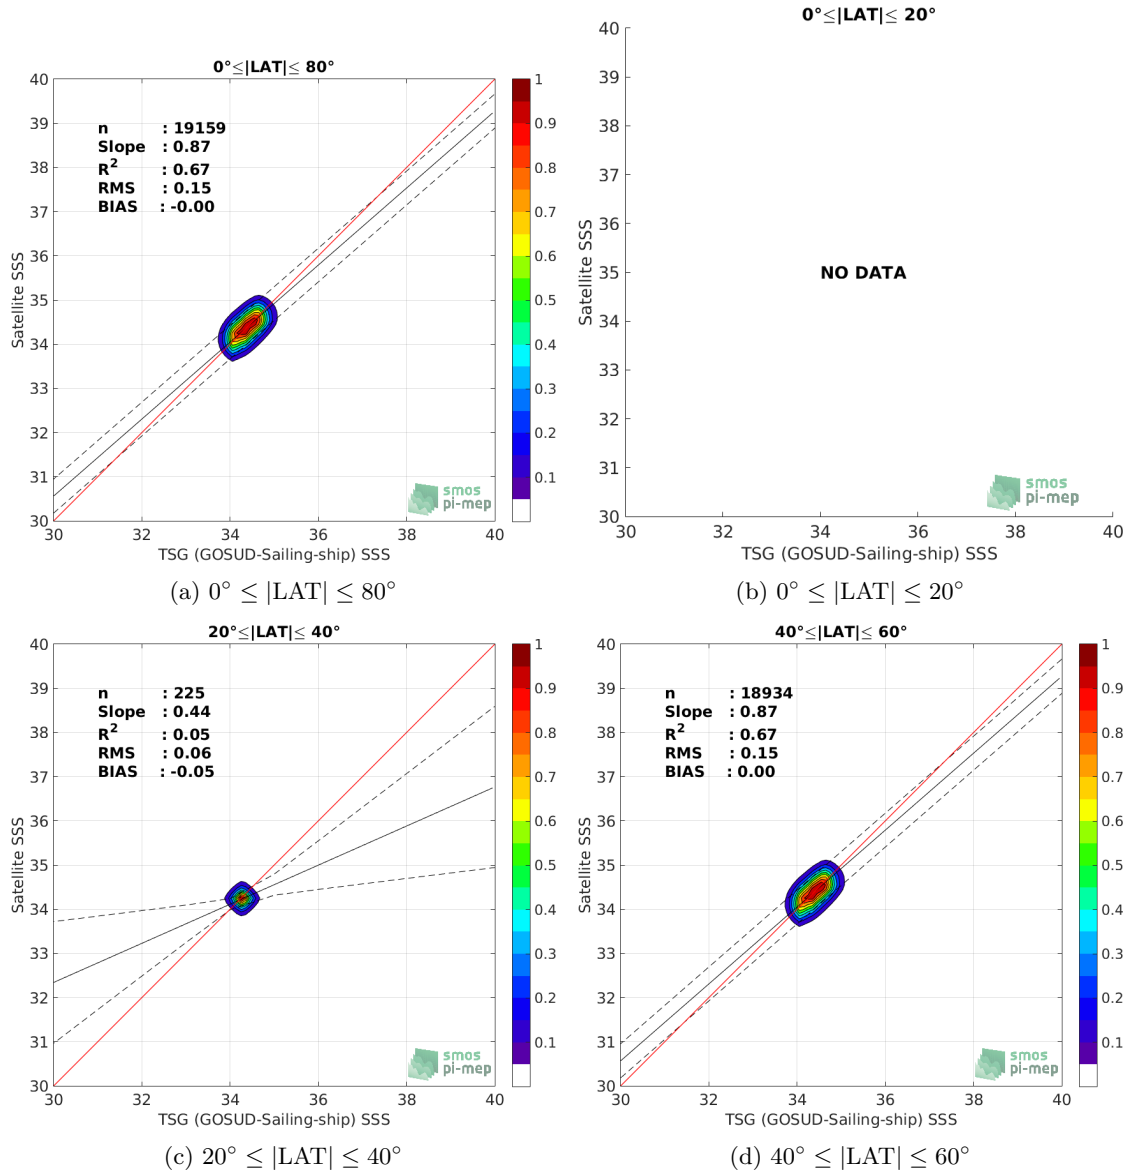 0°≤|LAT|≤ 80°
40
39
38
37
36
35
34
33
32
31
30
Satellite SSS
n : 19159
Slope : 0.87
R² : 0.67
RMS : 0.15
BIAS : -0.00
smos
pi-mep
30 32 34 36 38 40
TSG (GOSUD-Sailing-ship) SSS
1
0.9
0.8
0.7
0.6
0.5
0.4
0.3
0.2
0.1
(a) 0° ≤ |LAT| ≤ 80°
0°≤|LAT|≤ 20°
40
39
38
37
36
35
34
33
32
31
30
Satellite SSS
NO DATA
smos
pi-mep
30 32 34 36 38 40
TSG (GOSUD-Sailing-ship) SSS
(b) 0° ≤ |LAT| ≤ 20°
20°≤|LAT|≤ 40°
40
39
38
37
36
35
34
33
32
31
30
Satellite SSS
n : 225
Slope : 0.44
R² : 0.05
RMS : 0.06
BIAS : -0.05
smos
pi-mep
30 32 34 36 38 40
TSG (GOSUD-Sailing-ship) SSS
1
0.9
0.8
0.7
0.6
0.5
0.4
0.3
0.2
0.1
(c) 20° ≤ |LAT| ≤ 40°
40°≤|LAT|≤ 60°
40
39
38
37
36
35
34
33
32
31
30
Satellite SSS
n : 18934
Slope : 0.87
R² : 0.67
RMS : 0.15
BIAS : 0.00
smos
pi-mep
30 32 34 36 38 40
TSG (GOSUD-Sailing-ship) SSS
1
0.9
0.8
0.7
0.6
0.5
0.4
0.3
0.2
0.1
(d) 40° ≤ |LAT| ≤ 60°